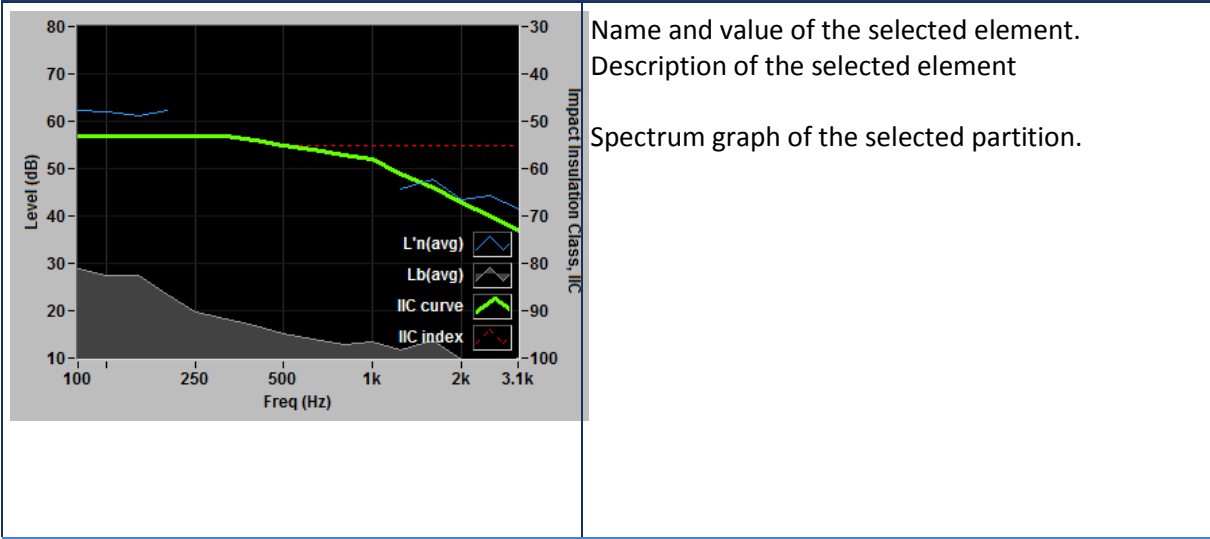 80
70
60
50
40
30
20
10
Level (dB)
100
250
500
1k
2k
3.1k
Freq (Hz)
30
40
50
60
70
80
90
100
Impact Insulation Class, IIC
L'n(avg)
Lb(avg)
IIC curve
IIC index
Name and value of the selected element.
Description of the selected element
Spectrum graph of the selected partition.